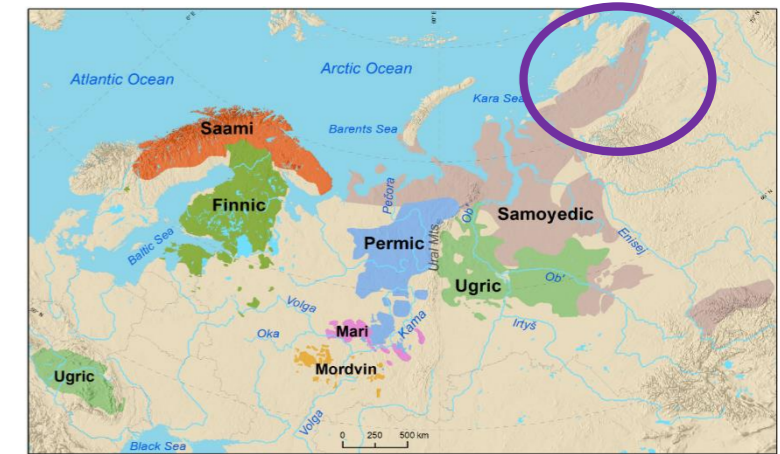 Atlantic Ocean
Arctic Ocean
Kara Sea
Barents Sea
Saami
Finnic
Baltic Sea
Pečora
Permic
Ural Mts.
Ob'
Samoyedic
Enisej
Ugric
Ob'
Irtyš
Volga
Kama
Mari
Oka
Mordvin
Ugric
Volga
0 250 500 km
Black Sea